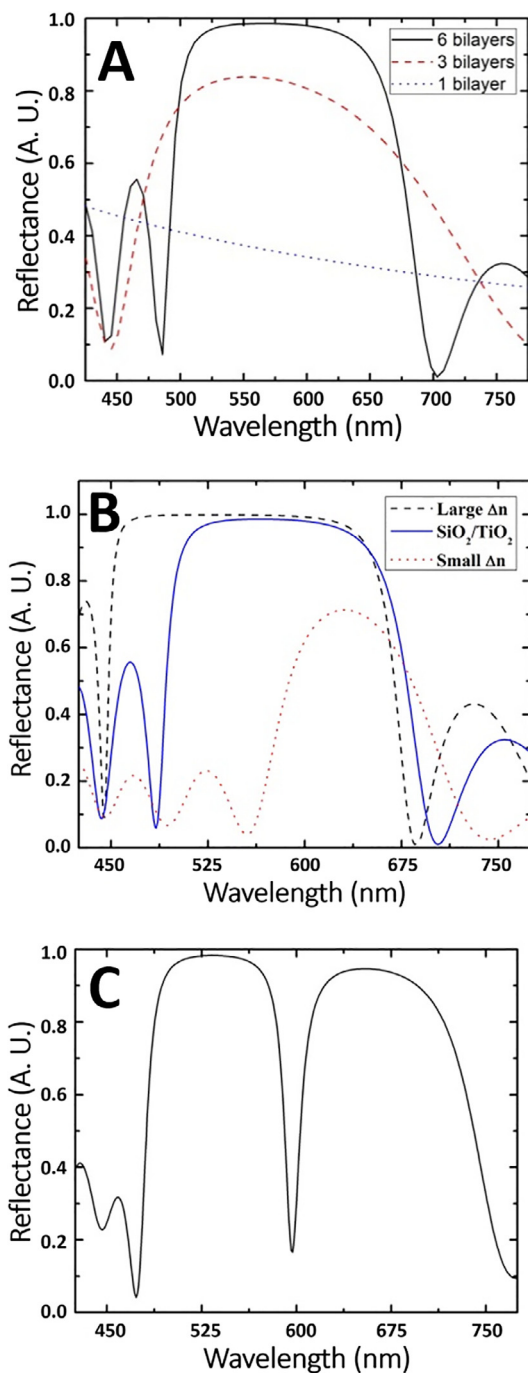 A
6 bilayers
3 bilayers
1 bilayer
Reflectance (A. U.)
1.0
0.8
0.6
0.4
0.2
0.0
450 500 550 600 650 700 750
Wavelength (nm)
B
Large Δn
SiO₂/TiO₂
Small Δn
Reflectance (A. U.)
1.0
0.8
0.6
0.4
0.2
0.0
450 525 600 675 750
Wavelength (nm)
C
Reflectance (A. U.)
1.0
0.8
0.6
0.4
0.2
0.0
450 525 600 675 750
Wavelength (nm)